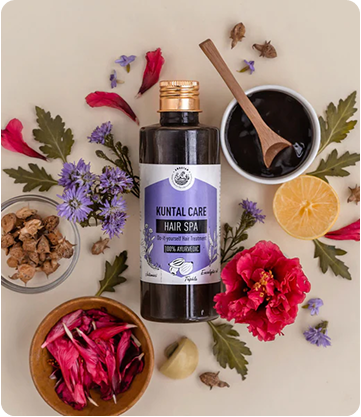 KUNTAL CARE
HAIR SPA
Do-it-yourself Hair Treatment
100% AYURVEDIC